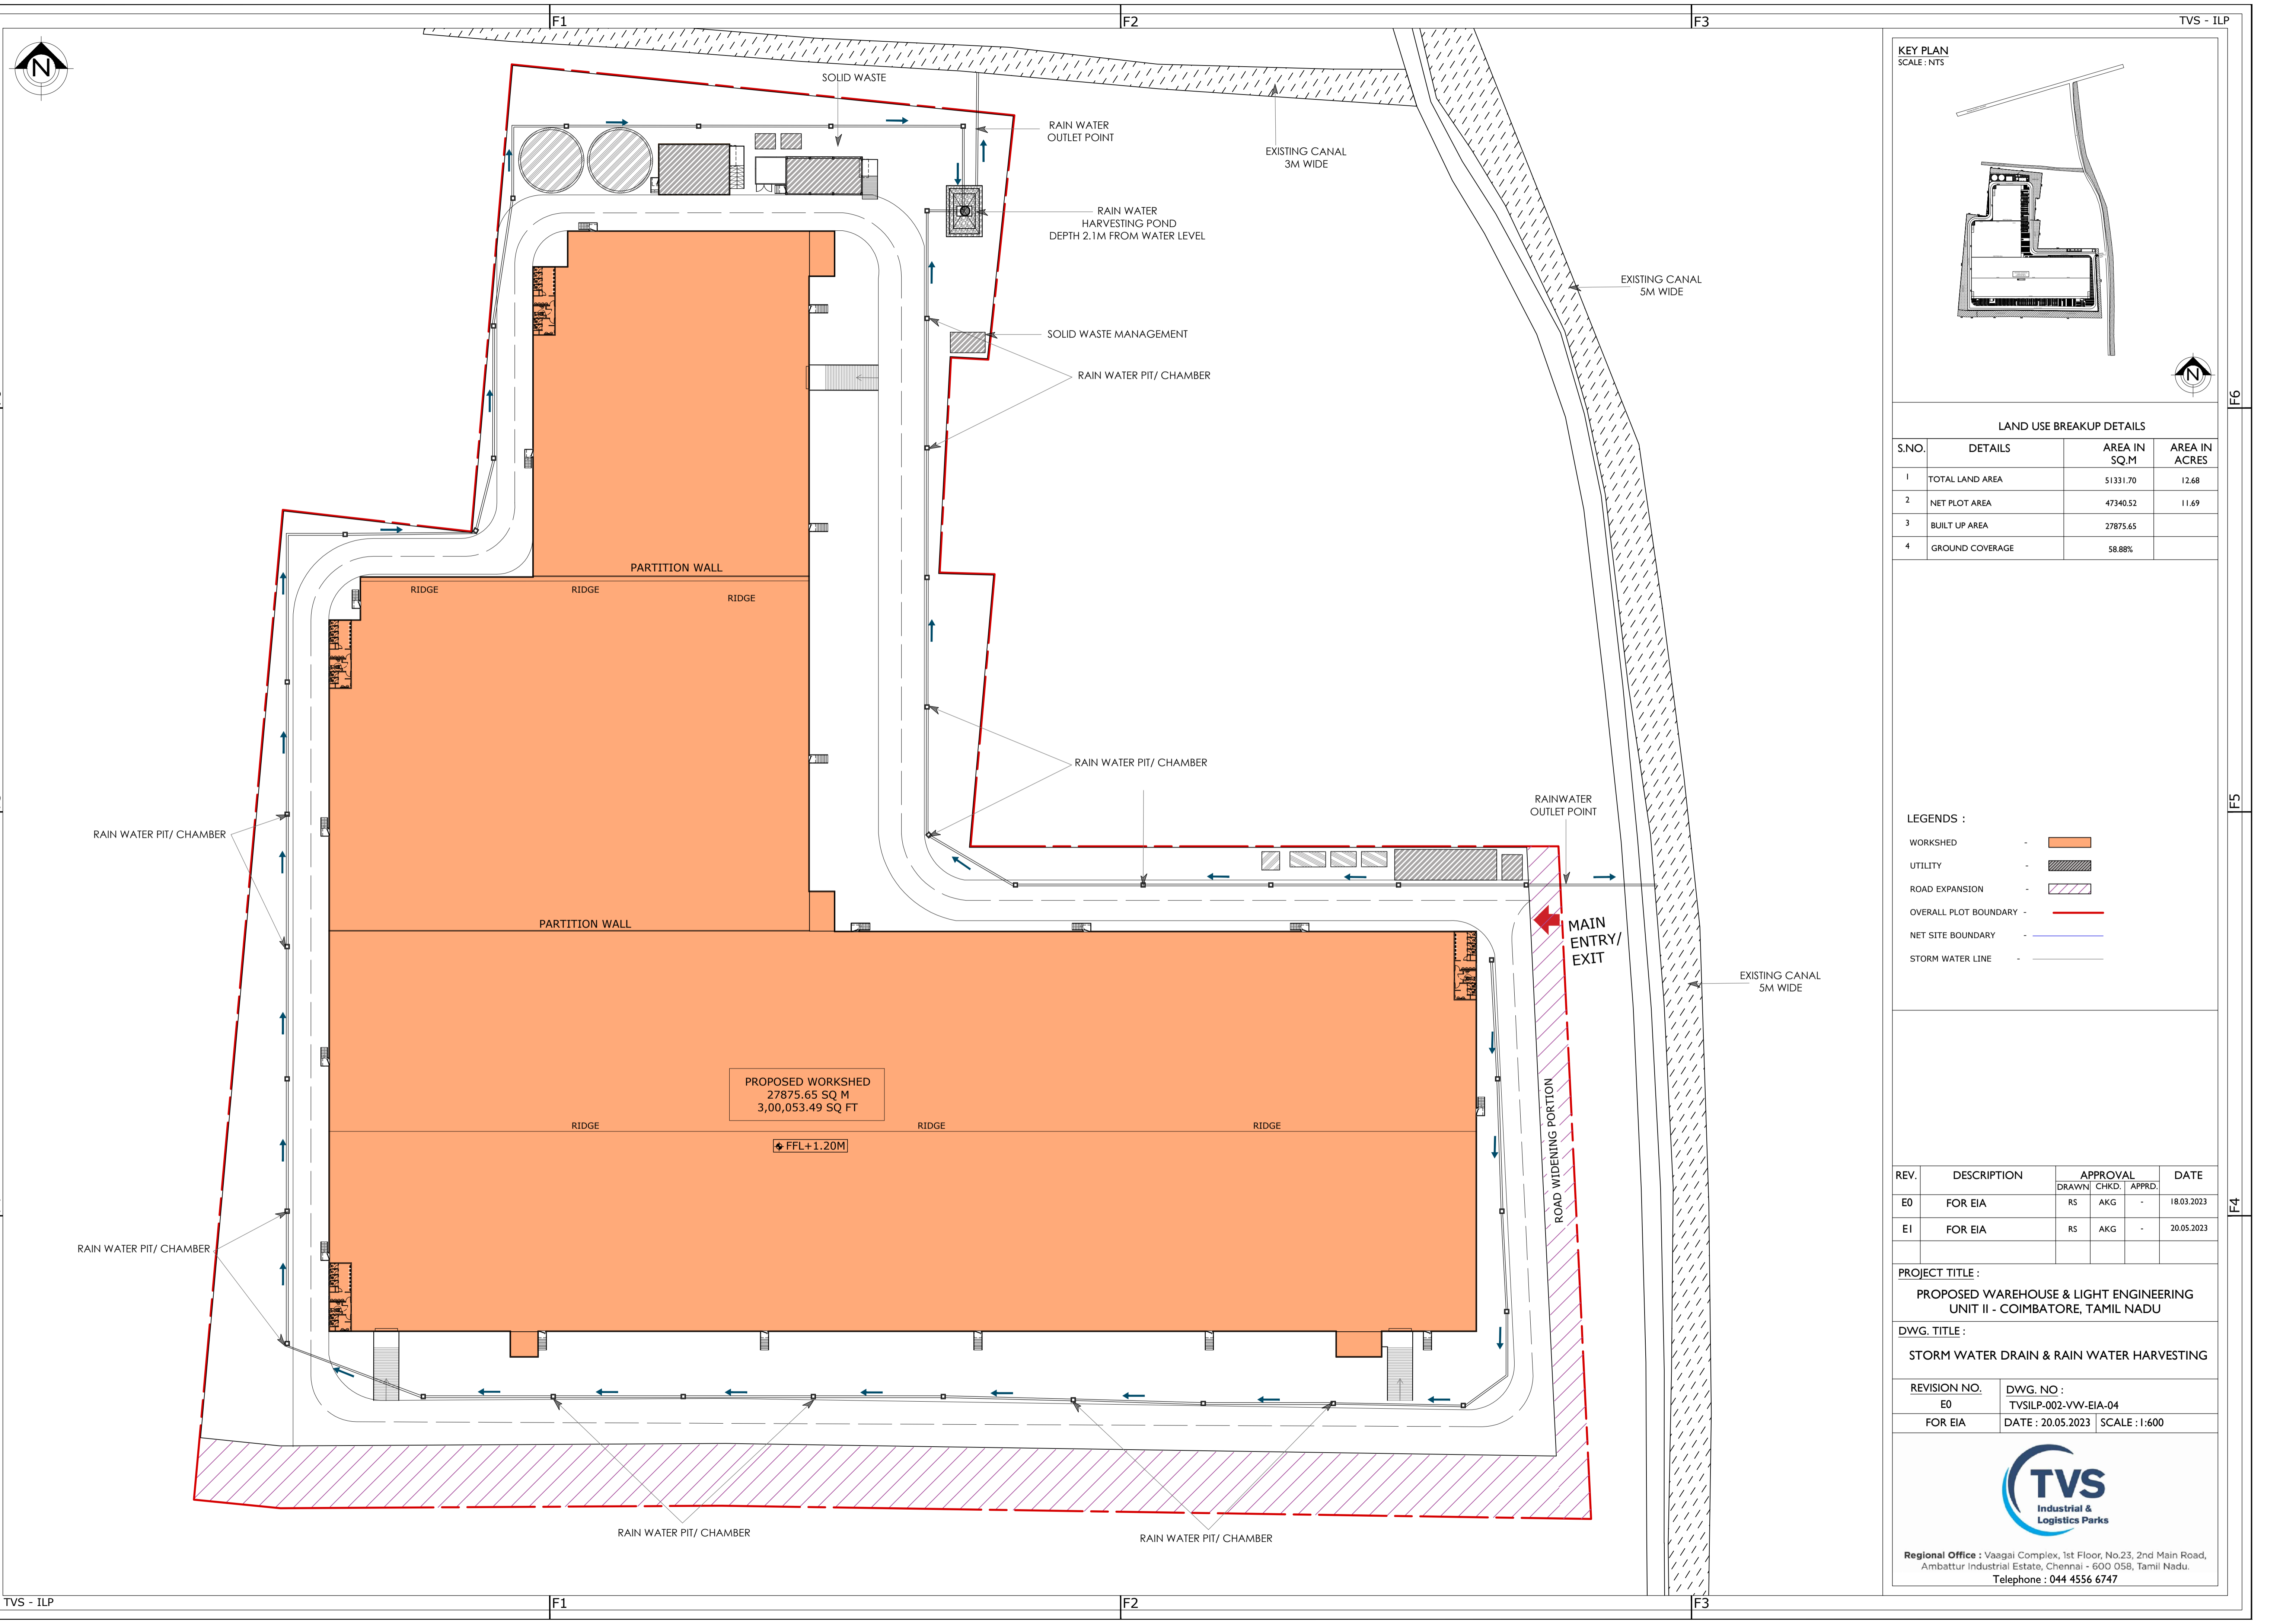 F1
F2
F3
TVS - ILP
N
SOLID WASTE
RAIN WATER
OUTLET POINT
EXISTING CANAL
3M WIDE
RAIN WATER
HARVESTING POND
DEPTH 2.1M FROM WATER LEVEL
EXISTING CANAL
5M WIDE
SOLID WASTE MANAGEMENT
RAIN WATER PIT/ CHAMBER
PARTITION WALL
RIDGE
RIDGE
RIDGE
RAIN WATER PIT/ CHAMBER
RAINWATER
OUTLET POINT
RAIN WATER PIT/ CHAMBER
PARTITION WALL
MAIN
ENTRY/
EXIT
EXISTING CANAL
5M WIDE
PROPOSED WORKSHED
27875.65 SQ M
3,00,053.49 SQ FT
RIDGE
RIDGE
RIDGE
FFL+1.20M
ROAD WIDENING PORTION
RAIN WATER PIT/ CHAMBER
RAIN WATER PIT/ CHAMBER
RAIN WATER PIT/ CHAMBER
KEY PLAN
SCALE : NTS
N
LAND USE BREAKUP DETAILS
S.NO. DETAILS AREA IN SQ.M AREA IN ACRES
1 TOTAL LAND AREA 51331.70 12.68
2 NET PLOT AREA 47340.52 11.69
3 BUILT UP AREA 27875.65
4 GROUND COVERAGE 58.88%
LEGENDS :
WORKSHED -
UTILITY -
ROAD EXPANSION -
OVERALL PLOT BOUNDARY -
NET SITE BOUNDARY -
STORM WATER LINE -
REV. DESCRIPTION APPROVAL DATE
DRAWN CHKD. APPRD.
E0 FOR EIA RS AKG - 18.03.2023
E1 FOR EIA RS AKG - 20.05.2023
PROJECT TITLE :
PROPOSED WAREHOUSE & LIGHT ENGINEERING
UNIT II - COIMBATORE, TAMIL NADU
DWG. TITLE :
STORM WATER DRAIN & RAIN WATER HARVESTING
REVISION NO. DWG. NO :
E0 TVSILP-002-VW-EIA-04
FOR EIA DATE : 20.05.2023 SCALE : 1:600
TVS
Industrial &
Logistics Parks
Regional Office : Vaagai Complex, 1st Floor, No.23, 2nd Main Road,
Ambattur Industrial Estate, Chennai - 600 058, Tamil Nadu.
Telephone : 044 4556 6747
F6
F5
F4
TVS - ILP
F1
F2
F3